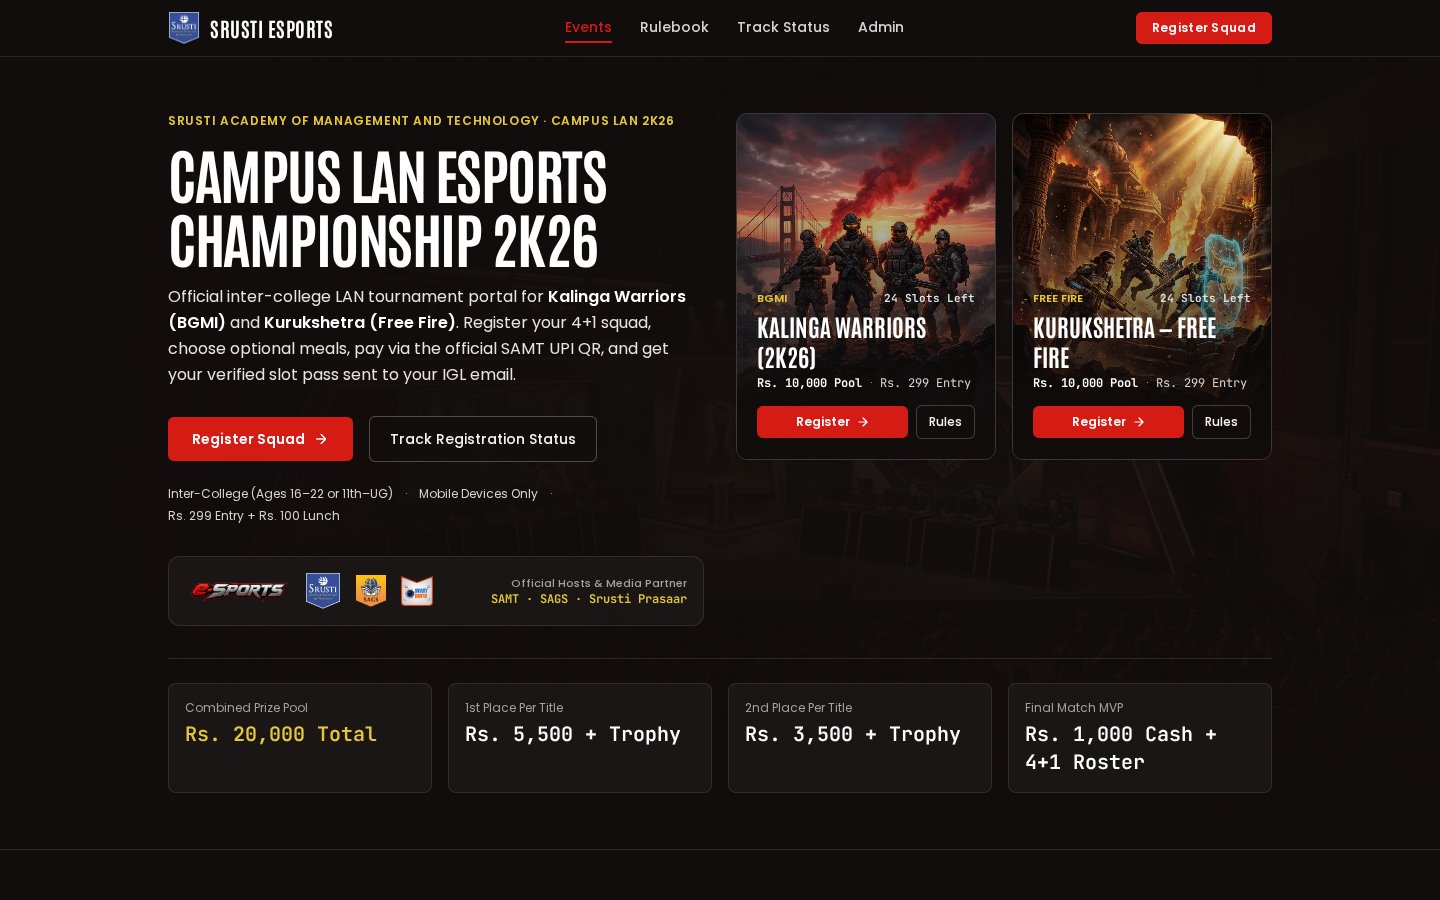 SRUSTI
SRUSTI ESPORTS
Events
Rulebook
Track Status
Admin
Register Squad
SRUSTI ACADEMY OF MANAGEMENT AND TECHNOLOGY · CAMPUS LAN 2K26
CAMPUS LAN ESPORTS
CHAMPIONSHIP 2K26
Official inter-college LAN tournament portal for Kalinga Warriors
(BGMI) and Kurukshetra (Free Fire). Register your 4+1 squad,
choose optional meals, pay via the official SAMT UPI QR, and get
your verified slot pass sent to your IGL email.
Register Squad →
Track Registration Status
Inter-College (Ages 16–22 or 11th–UG) · Mobile Devices Only ·
Rs. 299 Entry + Rs. 100 Lunch
e-SPORTS
SRUSTI
SAGS
Official Hosts & Media Partner
SAMT · SAGS · Srusti Prasaar
BGMI
24 Slots Left
KALINGA WARRIORS
(2K26)
Rs. 10,000 Pool · Rs. 299 Entry
Register →
Rules
FREE FIRE
24 Slots Left
KURUKSHETRA — FREE
FIRE
Rs. 10,000 Pool · Rs. 299 Entry
Register →
Rules
Combined Prize Pool
Rs. 20,000 Total
1st Place Per Title
Rs. 5,500 + Trophy
2nd Place Per Title
Rs. 3,500 + Trophy
Final Match MVP
Rs. 1,000 Cash +
4+1 Roster